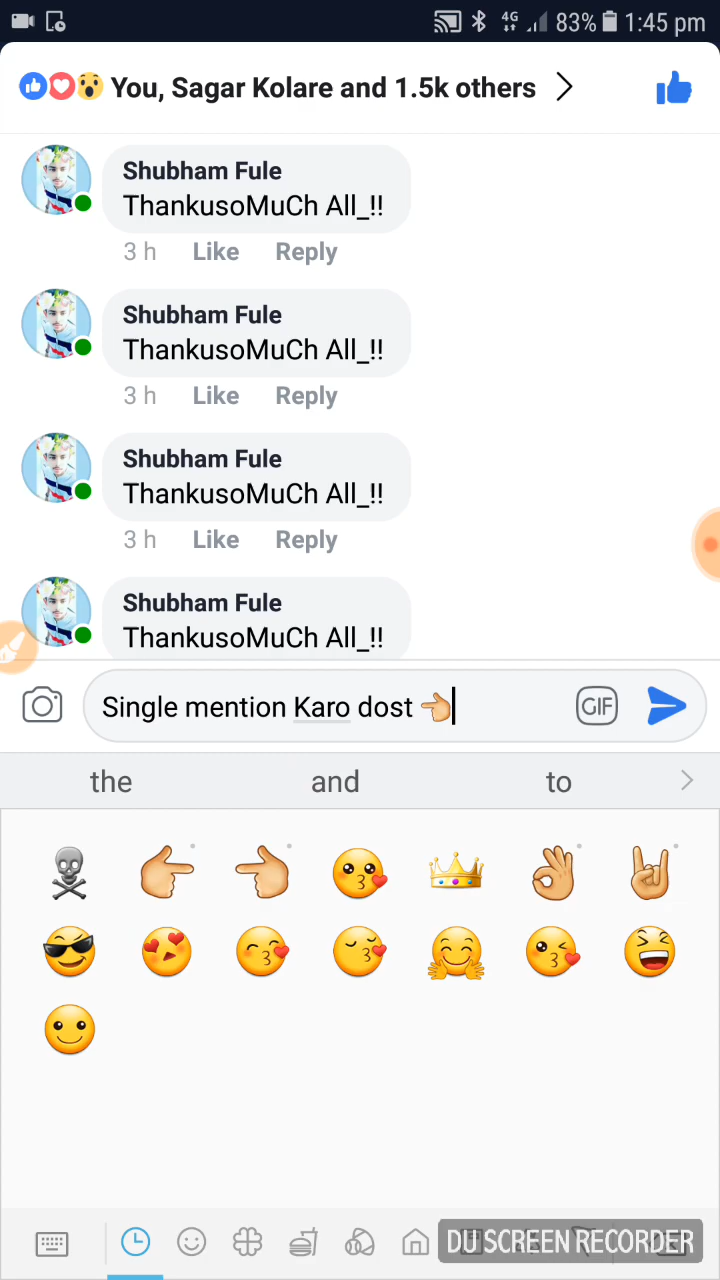 4G 83% 1:45 pm
You, Sagar Kolare and 1.5k others
Shubham Fule
ThankusoMuCh All_!!
3 h Like Reply
Shubham Fule
ThankusoMuCh All_!!
3 h Like Reply
Shubham Fule
ThankusoMuCh All_!!
3 h Like Reply
Shubham Fule
ThankusoMuCh All_!!
Single mention Karo dost 👈 GIF
the and to
DU SCREEN RECORDER